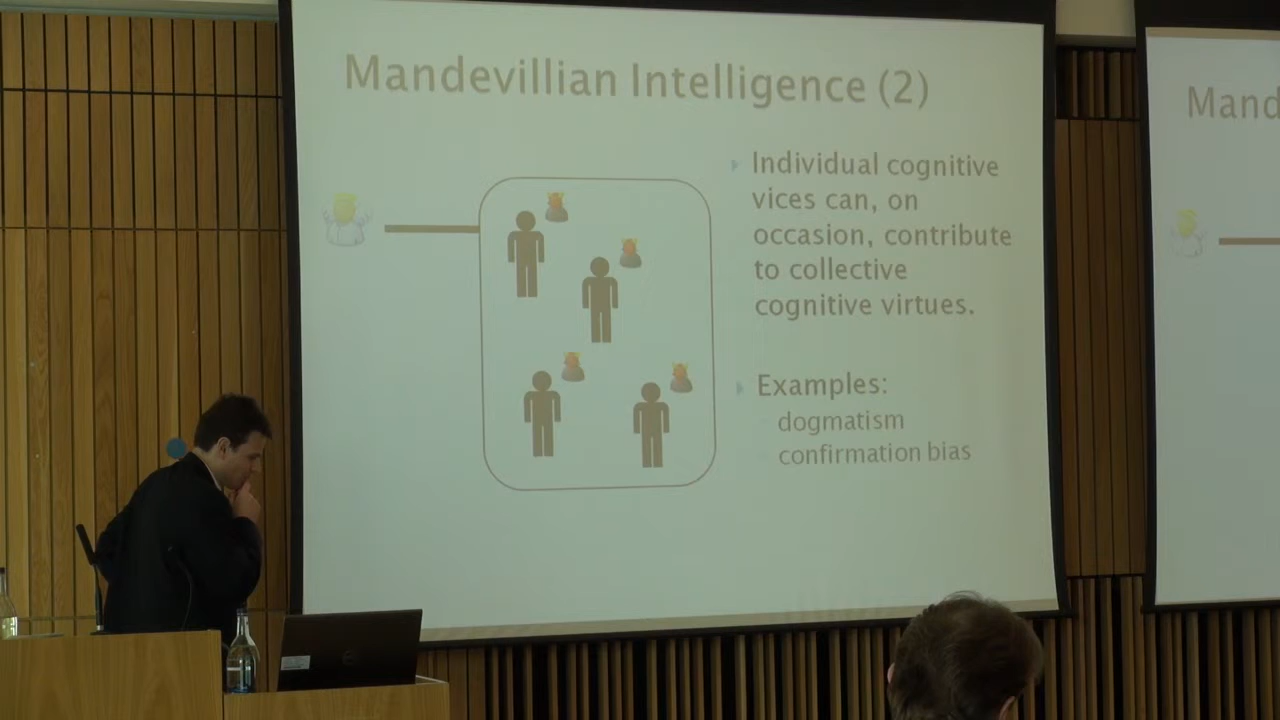 Mandevillian Intelligence (2)
Individual cognitive
vices can, on
occasion, contribute
to collective
cognitive virtues.
Examples:
dogmatism
confirmation bias
Mand